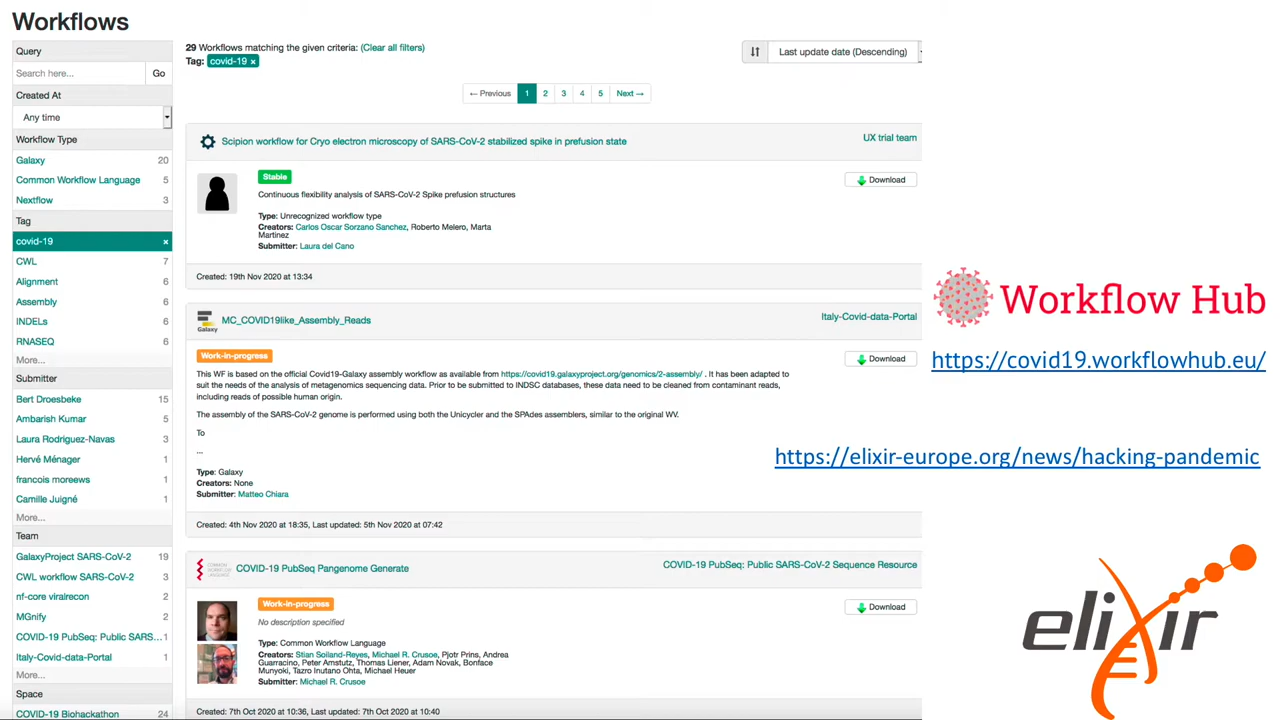 Workflows
Query
Search here...
Go
Created At
Any time
Workflow Type
Galaxy 20
Common Workflow Language 5
Nextflow 3
Tag
covid-19 ×
CWL 7
Alignment 6
Assembly 6
INDELs 6
RNASEQ 6
More...
Submitter
Bert Droesbeke 15
Ambarish Kumar 5
Laura Rodriguez-Navas 3
Hervé Ménager 1
francois moreews 1
Camille Juigné 1
More...
Team
GalaxyProject SARS-CoV-2 19
CWL workflow SARS-CoV-2 3
nf-core viralrecon 1
MGnify 1
COVID-19 PubSeq: Public SARS... 1
Italy-Covid-data-Portal 1
More...
Space
COVID-19 Biohackathon 24
29 Workflows matching the given criteria: (Clear all filters)
Tag: covid-19 ×
Last update date (Descending)
← Previous 1 2 3 4 5 Next →
Scipion workflow for Cryo electron microscopy of SARS-CoV-2 stabilized spike in prefusion state
UX trial team
Stable
Download
Continuous flexibility analysis of SARS-CoV-2 Spike prefusion structures
Type: Unrecognized workflow type
Creators: Carlos Oscar Sorzano Sanchez, Roberto Melero, Marta
Martinez
Submitter: Laura del Cano
Created: 19th Nov 2020 at 13:34
Galaxy
MC_COVID19like_Assembly_Reads
Italy-Covid-data-Portal
Work-in-progress
Download
This WF is based on the official Covid19-Galaxy assembly workflow as available from https://covid19.galaxyproject.org/genomics/2-assembly/ . It has been adapted to
suit the needs of the analysis of metagenomics sequencing data. Prior to be submitted to INDSC databases, these data need to be cleaned from contaminant reads,
including reads of possible human origin.
The assembly of the SARS-CoV-2 genome is performed using both the Unicycler and the SPAdes assemblers, similar to the original WV.
To
...
Type: Galaxy
Creators: None
Submitter: Matteo Chiara
Created: 4th Nov 2020 at 18:35, Last updated: 5th Nov 2020 at 07:42
COMMON
WORKFLOW
LANGUAGE
COVID-19 PubSeq Pangenome Generate
COVID-19 PubSeq: Public SARS-CoV-2 Sequence Resource
Work-in-progress
Download
No description specified
Type: Common Workflow Language
Creators: Stian Soiland-Reyes, Michael R. Crusoe, Pjotr Prins, Andrea
Guarracino, Peter Amstutz, Thomas Liener, Adam Novak, Bonface
Munyoki, Tazro Inutano Ohta, Michael Heuer
Submitter: Michael R. Crusoe
Created: 7th Oct 2020 at 10:36, Last updated: 7th Oct 2020 at 10:40
Workflow Hub
https://covid19.workflowhub.eu/
https://elixir-europe.org/news/hacking-pandemic
elixir